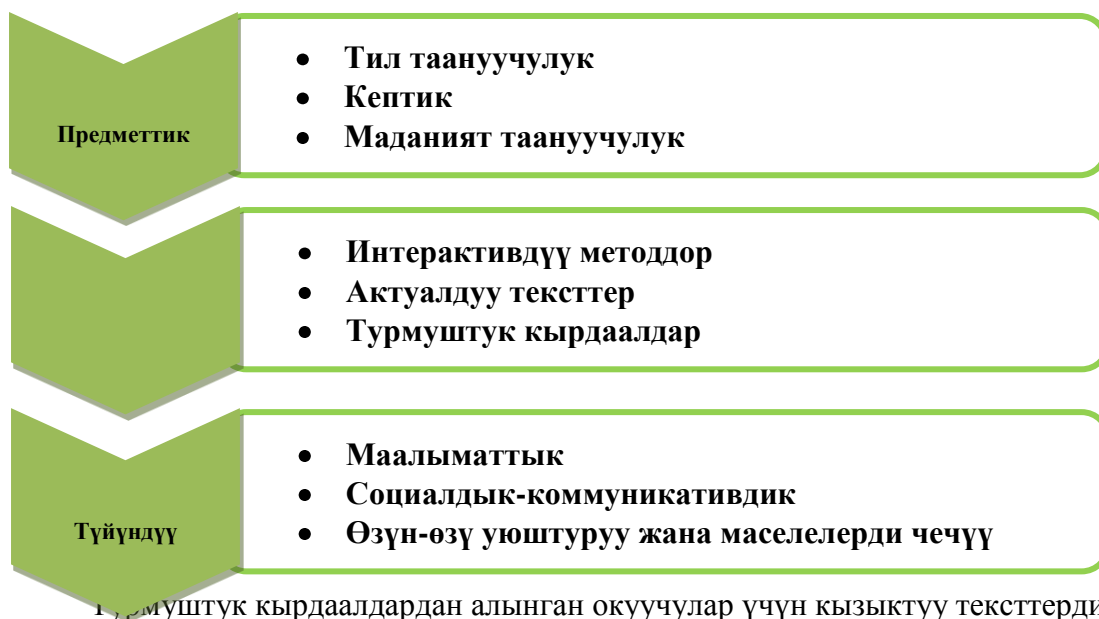 Предметтик
• Тил таануучулук
• Кептик
• Маданият таануучулук
• Интерактивдүү методдор
• Актуалдуу тексттер
• Турмуштук кырдаалдар
Түйүндүү
• Маалыматтык
• Социалдык-коммуникативдик
• Өзүн-өзү уюштуруу жана маселелерди чечүү
Турмуштук кырдаалдардан алынган окуучулар үчүн кызыктуу тексттерди